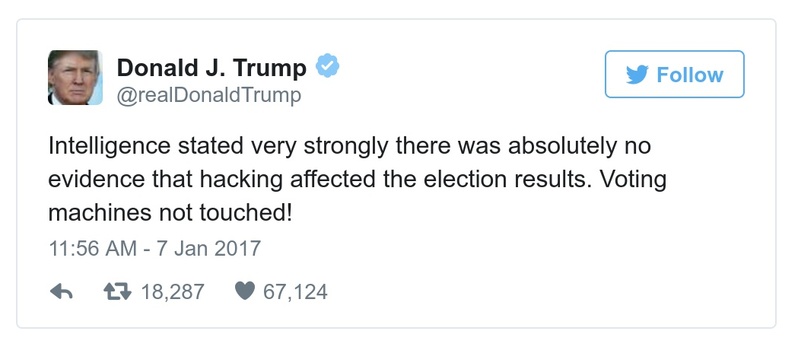 Donald J. Trump
@realDonaldTrump
Follow
Intelligence stated very strongly there was absolutely no
evidence that hacking affected the election results. Voting
machines not touched!
11:56 AM - 7 Jan 2017
18,287 67,124